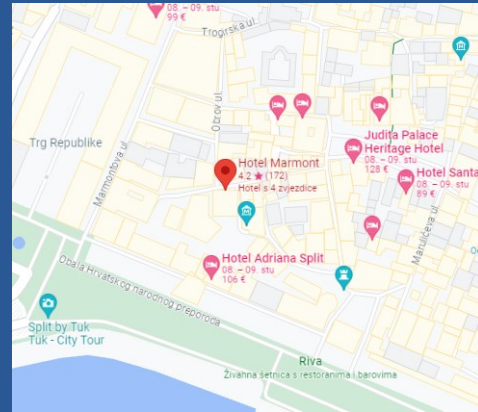 08. – 09. stu
99 €
Trogirska ul.
Obrov ul.
Trg Republike
Marmontova ul.
Judita Palace
Heritage Hotel
08. – 09. stu
128 €
Hotel Marmont
4,2 ★ (172)
Hotel s 4 zvjezdice
Hotel Santa
08. – 09. stu
89 €
Marulićeva ul.
Hotel Adriana Split
08. – 09. stu
106 €
Obala Hrvatskog narodnog preporoda
Split by Tuk
Tuk - City Tour
Riva
Živahna šetnica s restoranima i barovima